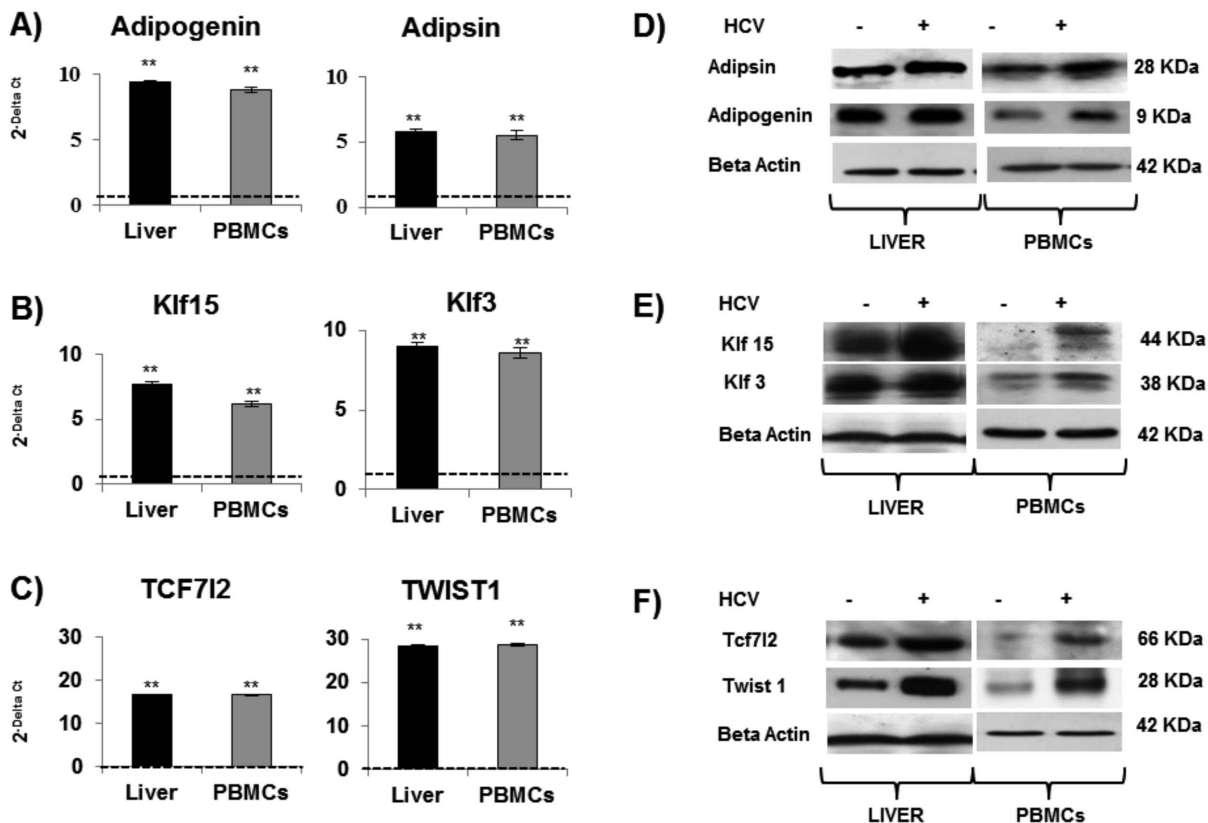 A)
Adipogenin
Adipsin
2-Delta Ct
10
5
0
** **
Liver PBMCs
10
5
0
** **
Liver PBMCs
B)
Klf15
Klf3
2-Delta Ct
10
5
0
** **
Liver PBMCs
10
5
0
** **
Liver PBMCs
C)
TCF7l2
TWIST1
2-Delta Ct
30
20
10
0
** **
Liver PBMCs
30
20
10
0
** **
Liver PBMCs
D)
HCV - + - +
Adipsin 28 KDa
Adipogenin 9 KDa
Beta Actin 42 KDa
LIVER PBMCs
E)
HCV - + - +
Klf 15 44 KDa
Klf 3 38 KDa
Beta Actin 42 KDa
LIVER PBMCs
F)
HCV - + - +
Tcf7l2 66 KDa
Twist 1 28 KDa
Beta Actin 42 KDa
LIVER PBMCs